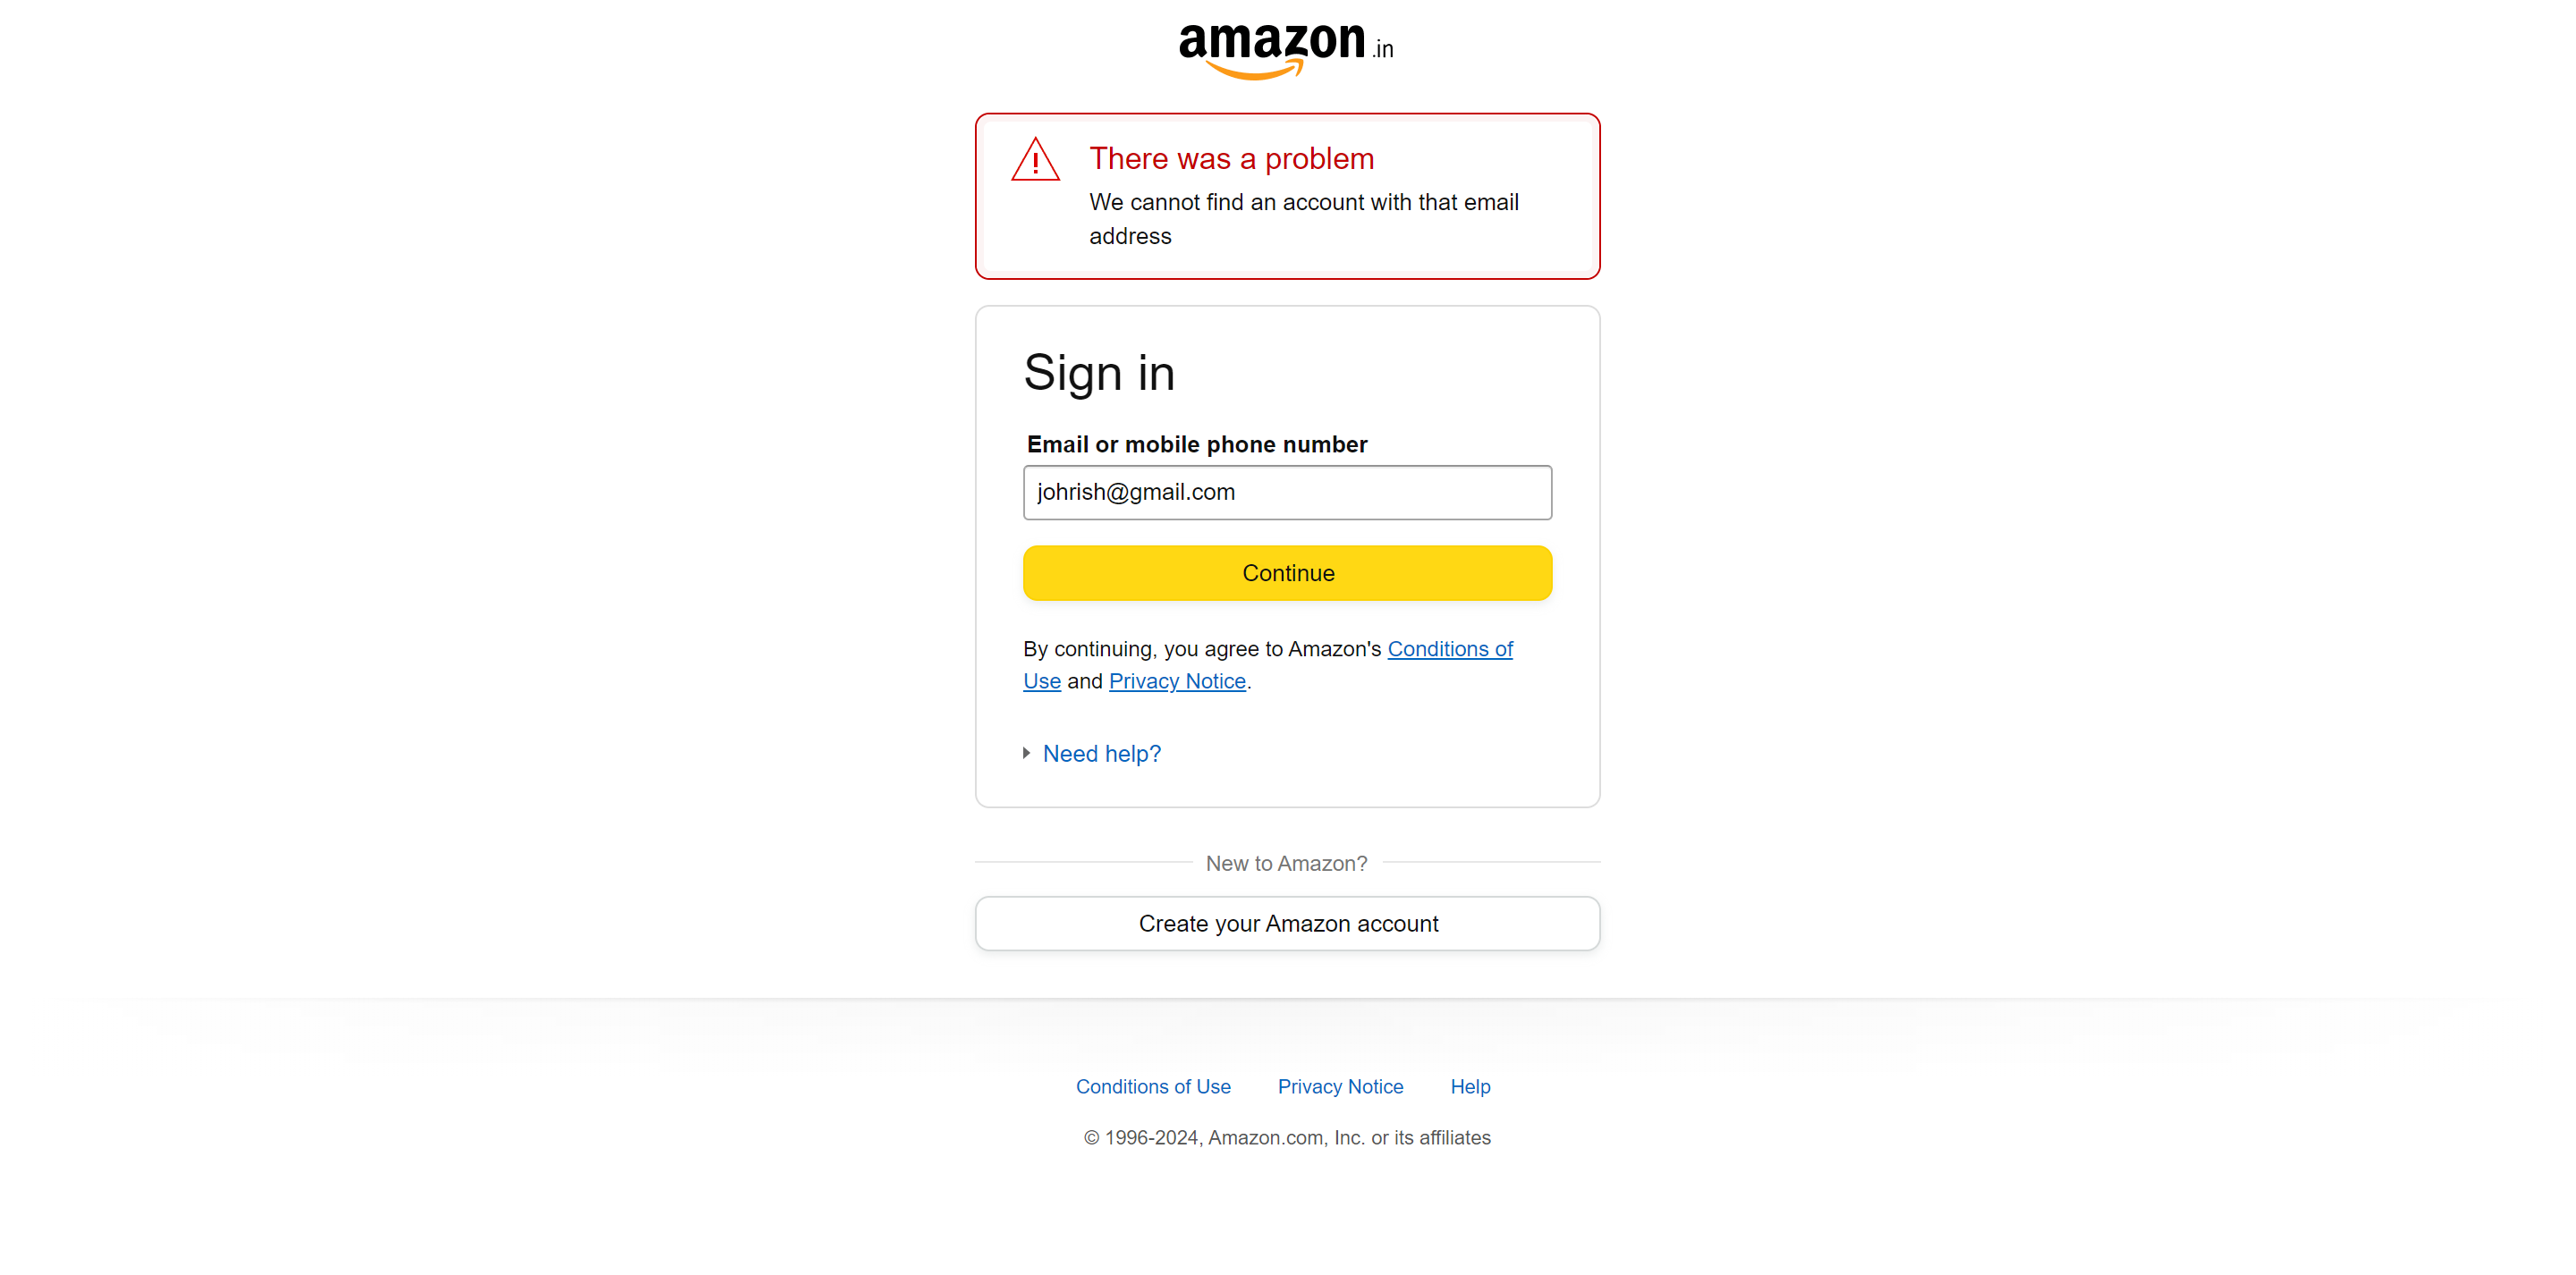 amazon.in
There was a problem
We cannot find an account with that email
address
Sign in
Email or mobile phone number
johrish@gmail.com
Continue
By continuing, you agree to Amazon's Conditions of
Use and Privacy Notice.
Need help?
New to Amazon?
Create your Amazon account
Conditions of Use Privacy Notice Help
© 1996-2024, Amazon.com, Inc. or its affiliates